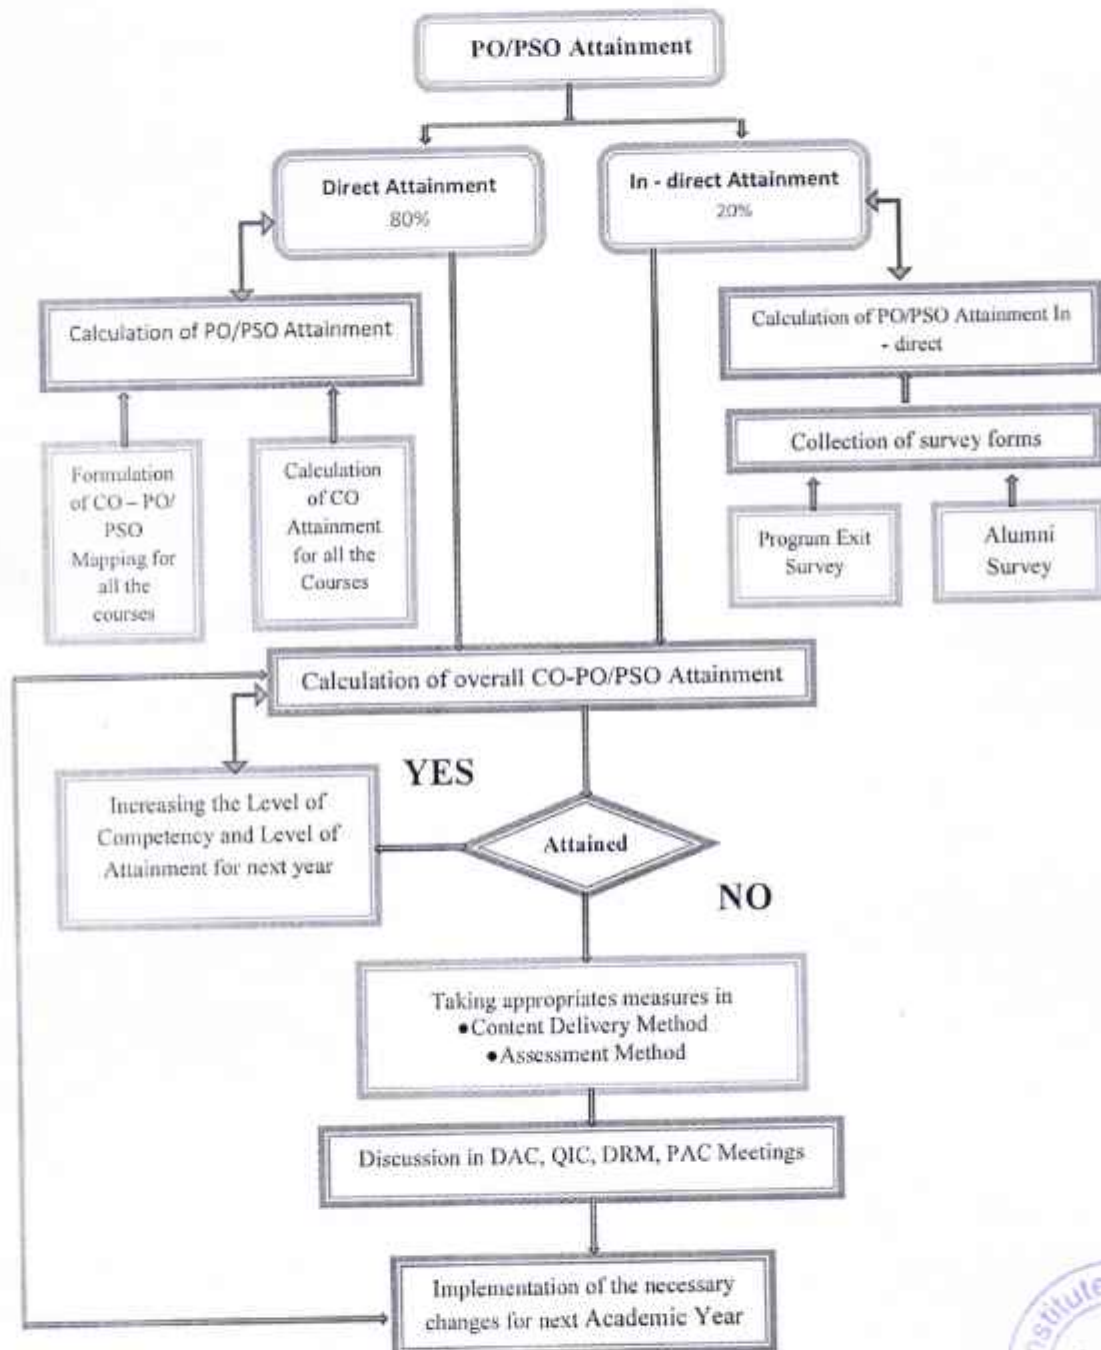 PO/PSO Attainment
Direct Attainment
80%
In - direct Attainment
20%
Calculation of PO/PSO Attainment
Calculation of PO/PSO Attainment In
- direct
Collection of survey forms
Formulation
of CO – PO/
PSO
Mapping for
all the
courses
Calculation
of CO
Attainment
for all the
Courses
Program Exit
Survey
Alumni
Survey
Calculation of overall CO-PO/PSO Attainment
YES
Increasing the Level of
Competency and Level of
Attainment for next year
Attained
NO
Taking appropriates measures in
●Content Delivery Method
●Assessment Method
Discussion in DAC, QIC, DRM, PAC Meetings
Implementation of the necessary
changes for next Academic Year